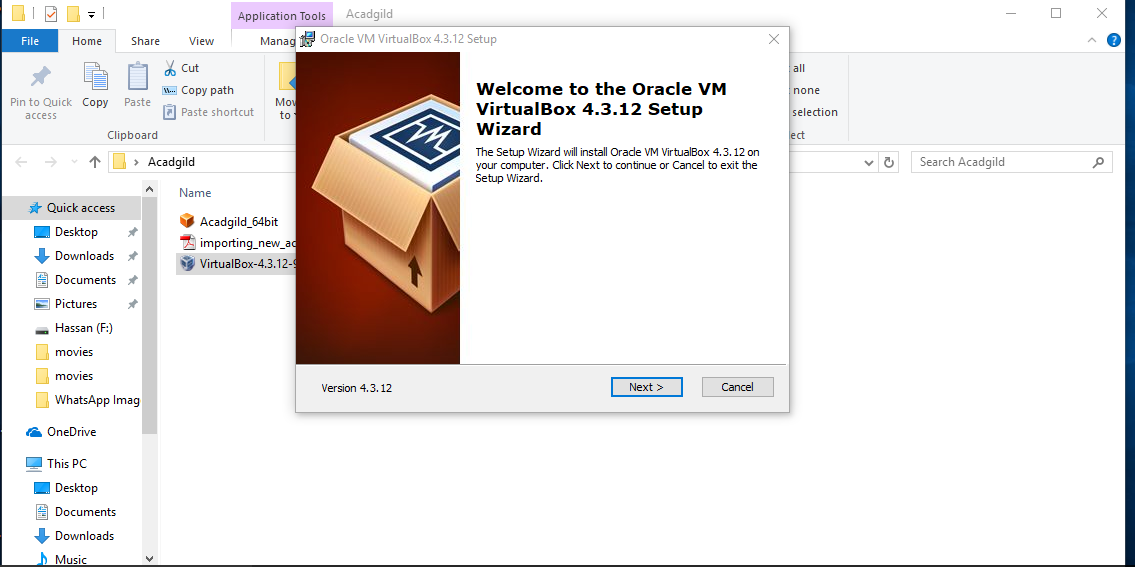 Application Tools
Acadgild
File
Home
Share
View
Manag
Pin to Quick
access
Copy
Paste
Cut
Copy path
Paste shortcut
Mov
to
Clipboard
all
none
selection
ect
Acadgild
Search Acadgild
Quick access
Desktop
Downloads
Documents
Pictures
Hassan (F:)
movies
movies
WhatsApp Imag
OneDrive
This PC
Desktop
Documents
Downloads
Music
Name
Acadgild_64bit
importing_new_ac
VirtualBox-4.3.12-9
Oracle VM VirtualBox 4.3.12 Setup
Welcome to the Oracle VM
VirtualBox 4.3.12 Setup
Wizard
The Setup Wizard will install Oracle VM VirtualBox 4.3.12 on
your computer. Click Next to continue or Cancel to exit the
Setup Wizard.
Version 4.3.12
Next >
Cancel